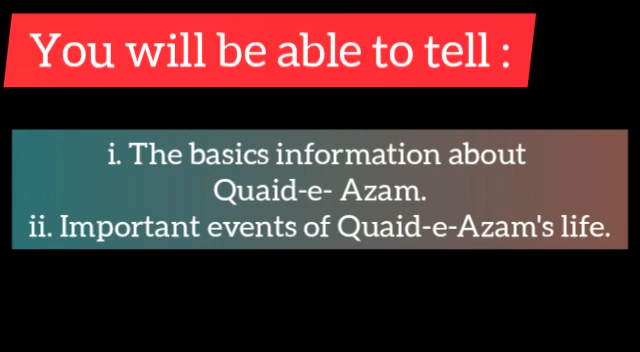 You will be able to tell :
i. The basics information about
Quaid-e- Azam.
ii. Important events of Quaid-e-Azam's life.